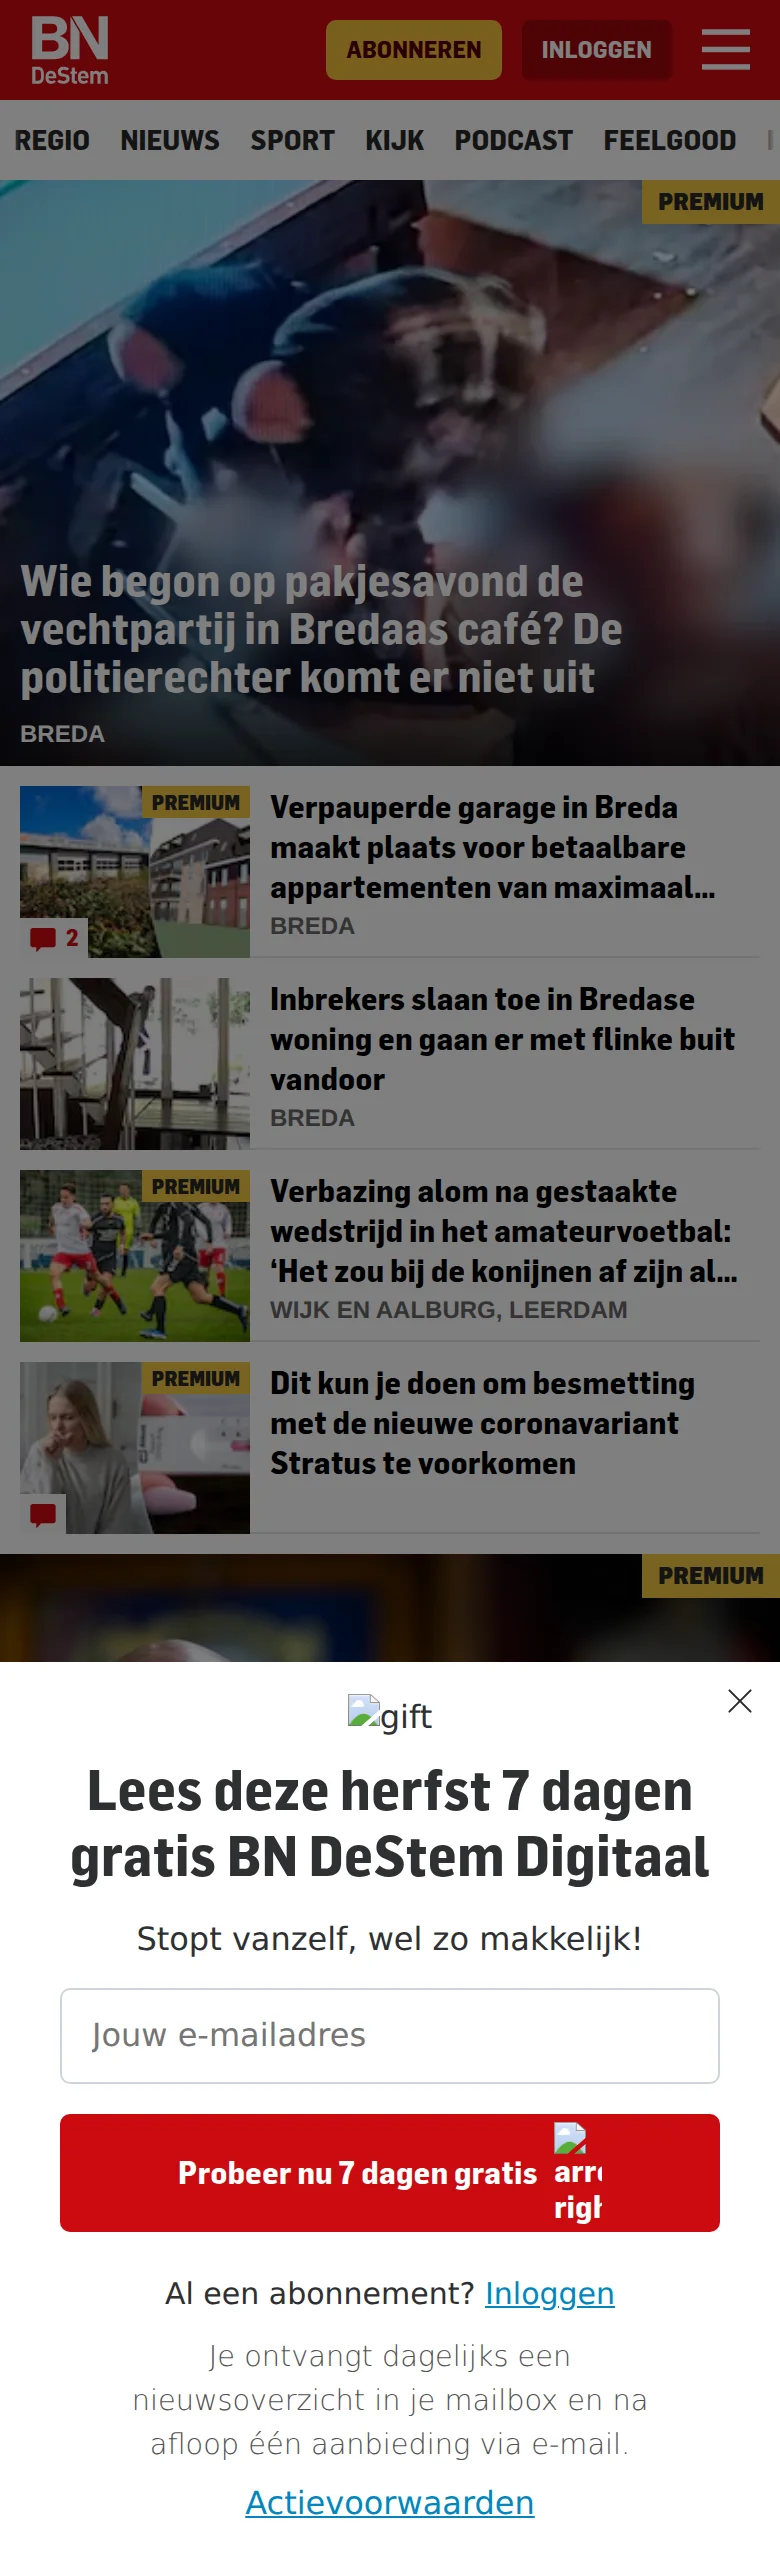 BN
DeStem
ABONNEREN
INLOGGEN
REGIO NIEUWS SPORT KIJK PODCAST FEELGOOD
PREMIUM
Wie begon op pakjesavond de
vechtpartij in Bredaas café? De
politierechter komt er niet uit
BREDA
PREMIUM
2
Verpauperde garage in Breda
maakt plaats voor betaalbare
appartementen van maximaal...
BREDA
Inbrekers slaan toe in Bredase
woning en gaan er met flinke buit
vandoor
BREDA
PREMIUM
Verbazing alom na gestaakte
wedstrijd in het amateurvoetbal:
‘Het zou bij de konijnen af zijn al...
WIJK EN AALBURG, LEERDAM
PREMIUM
Dit kun je doen om besmetting
met de nieuwe coronavariant
Stratus te voorkomen
PREMIUM
gift
Lees deze herfst 7 dagen
gratis BN DeStem Digitaal
Stopt vanzelf, wel zo makkelijk!
Jouw e-mailadres
Probeer nu 7 dagen gratis
Al een abonnement? Inloggen
Je ontvangt dagelijks een
nieuwsoverzicht in je mailbox en na
afloop één aanbieding via e-mail.
Actievoorwaarden